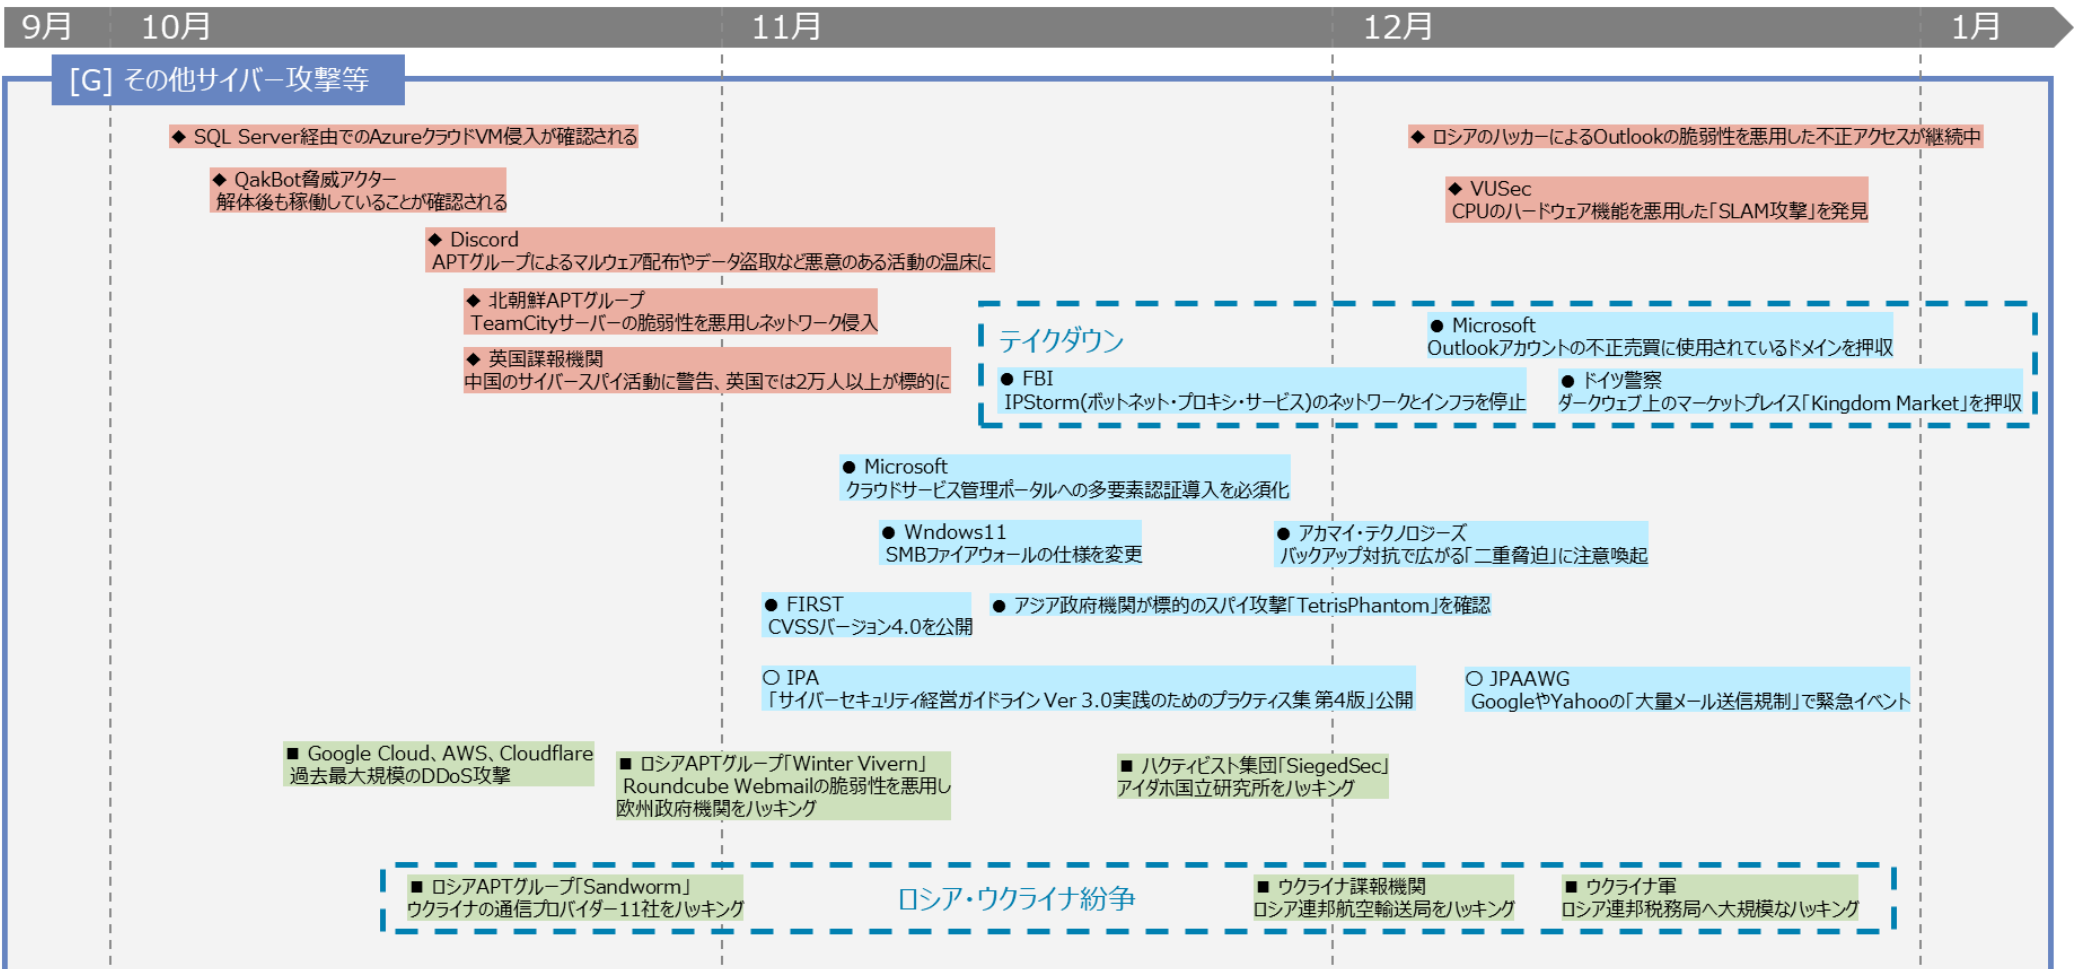 9月 10月 11月 12月 1月
[G] その他サイバー攻撃等
◆ SQL Server経由でのAzureクラウドVM侵入が確認される
◆ ロシアのハッカーによるOutlookの脆弱性を悪用した不正アクセスが継続中
◆ QakBot脅威アクター
解体後も稼働していることが確認される
◆ VUSec
CPUのハードウェア機能を悪用した「SLAM攻撃」を発見
◆ Discord
APTグループによるマルウェア配布やデータ盗取など悪意のある活動の温床に
◆ 北朝鮮APTグループ
TeamCityサーバーの脆弱性を悪用しネットワーク侵入
◆ 英国諜報機関
中国のサイバースパイ活動に警告、英国では2万人以上が標的に
テイクダウン
● Microsoft
Outlookアカウントの不正売買に使用されているドメインを押収
● FBI
IPStorm(ボットネット・プロキシ・サービス)のネットワークとインフラを停止
● ドイツ警察
ダークウェブ上のマーケットプレイス「Kingdom Market」を押収
● Microsoft
クラウドサービス管理ポータルへの多要素認証導入を必須化
● Wndows11
SMBファイアウォールの仕様を変更
● アカマイ・テクノロジーズ
バックアップ対抗で広がる「二重脅迫」に注意喚起
● FIRST
CVSSバージョン4.0を公開
● アジア政府機関が標的のスパイ攻撃「TetrisPhantom」を確認
○ IPA
「サイバーセキュリティ経営ガイドライン Ver 3.0実践のためのプラクティス集 第4版」公開
○ JPAAWG
GoogleやYahooの「大量メール送信規制」で緊急イベント
■ Google Cloud、AWS、Cloudflare
過去最大規模のDDoS攻撃
■ ロシアAPTグループ「Winter Vivern」
Roundcube Webmailの脆弱性を悪用し
欧州政府機関をハッキング
■ ハクティビスト集団「SiegedSec」
アイダホ国立研究所をハッキング
■ ロシアAPTグループ「Sandworm」
ウクライナの通信プロバイダー11社をハッキング
ロシア・ウクライナ紛争
■ ウクライナ諜報機関
ロシア連邦航空輸送局をハッキング
■ ウクライナ軍
ロシア連邦税務局へ大規模なハッキング